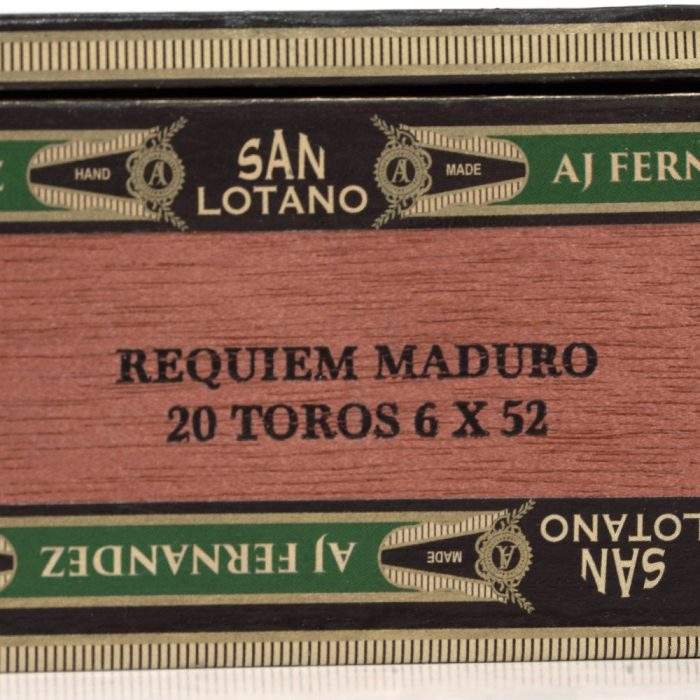 HAND
A
SAN
LOTANO
A
MADE
AJ FERN
REQUIEM MADURO
20 TOROS 6 X 52
SAN
LOTANO
A
MADE
AJ FERNANDEZ